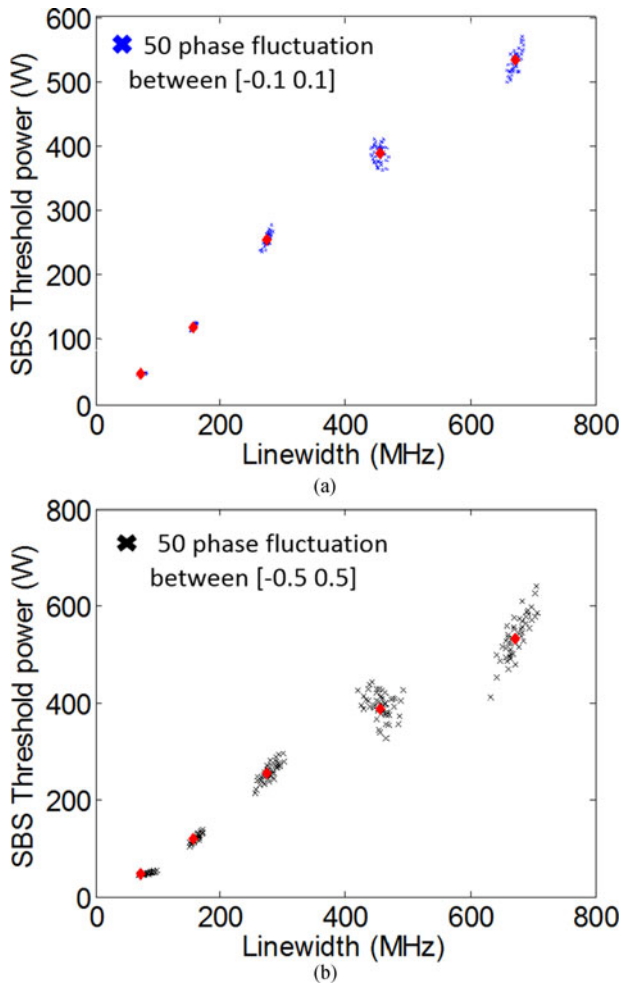 600
500
400
300
200
100
0
SBS Threshold power (W)
50 phase fluctuation
between [-0.1 0.1]
0 200 400 600 800
Linewidth (MHz)
(a)
800
600
400
200
0
SBS Threshold power (W)
50 phase fluctuation
between [-0.5 0.5]
0 200 400 600 800
Linewidth (MHz)
(b)